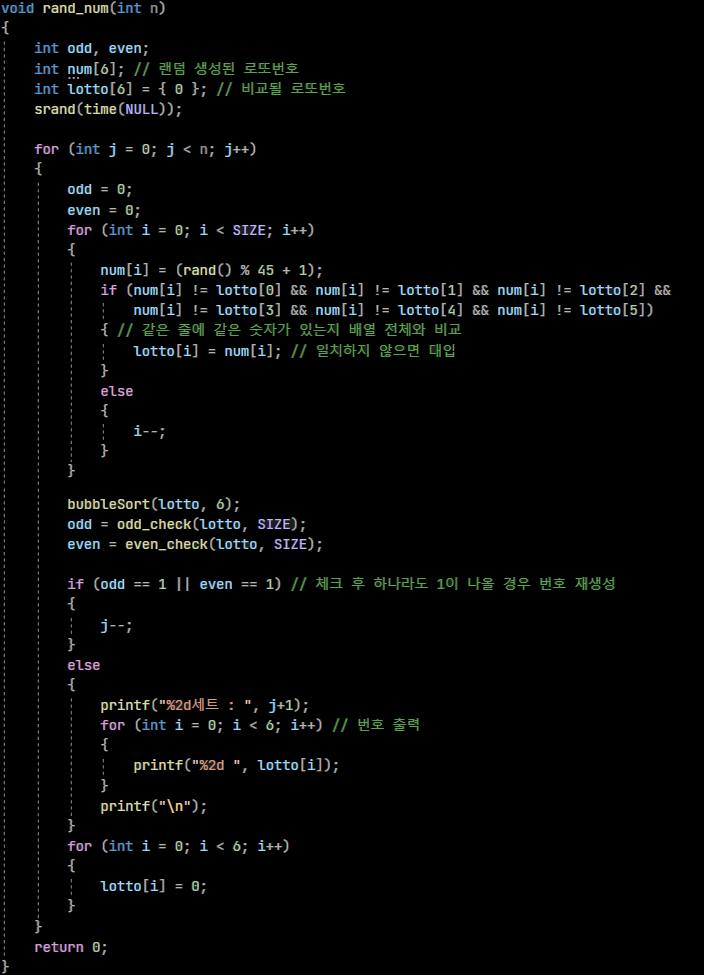 void rand_num(int n)
{
    int odd, even;
    int num[6]; // 랜덤 생성된 로또번호
    int lotto[6] = { 0 }; // 비교될 로또번호
    srand(time(NULL));

    for (int j = 0; j < n; j++)
    {
        odd = 0;
        even = 0;
        for (int i = 0; i < SIZE; i++)
        {
            num[i] = (rand() % 45 + 1);
            if (num[i] != lotto[0] && num[i] != lotto[1] && num[i] != lotto[2] &&
                num[i] != lotto[3] && num[i] != lotto[4] && num[i] != lotto[5])
            { // 같은 줄에 같은 숫자가 있는지 배열 전체와 비교
                lotto[i] = num[i]; // 일치하지 않으면 대입
            }
            else
            {
                i--;
            }
        }

        bubbleSort(lotto, 6);
        odd = odd_check(lotto, SIZE);
        even = even_check(lotto, SIZE);

        if (odd == 1 || even == 1) // 체크 후 하나라도 1이 나올 경우 번호 재생성
        {
            j--;
        }
        else
        {
            printf("%2d세트 : ", j+1);
            for (int i = 0; i < 6; i++) // 번호 출력
            {
                printf("%2d ", lotto[i]);
            }
            printf("\n");
        }
        for (int i = 0; i < 6; i++)
        {
            lotto[i] = 0;
        }
    }
    return 0;
}